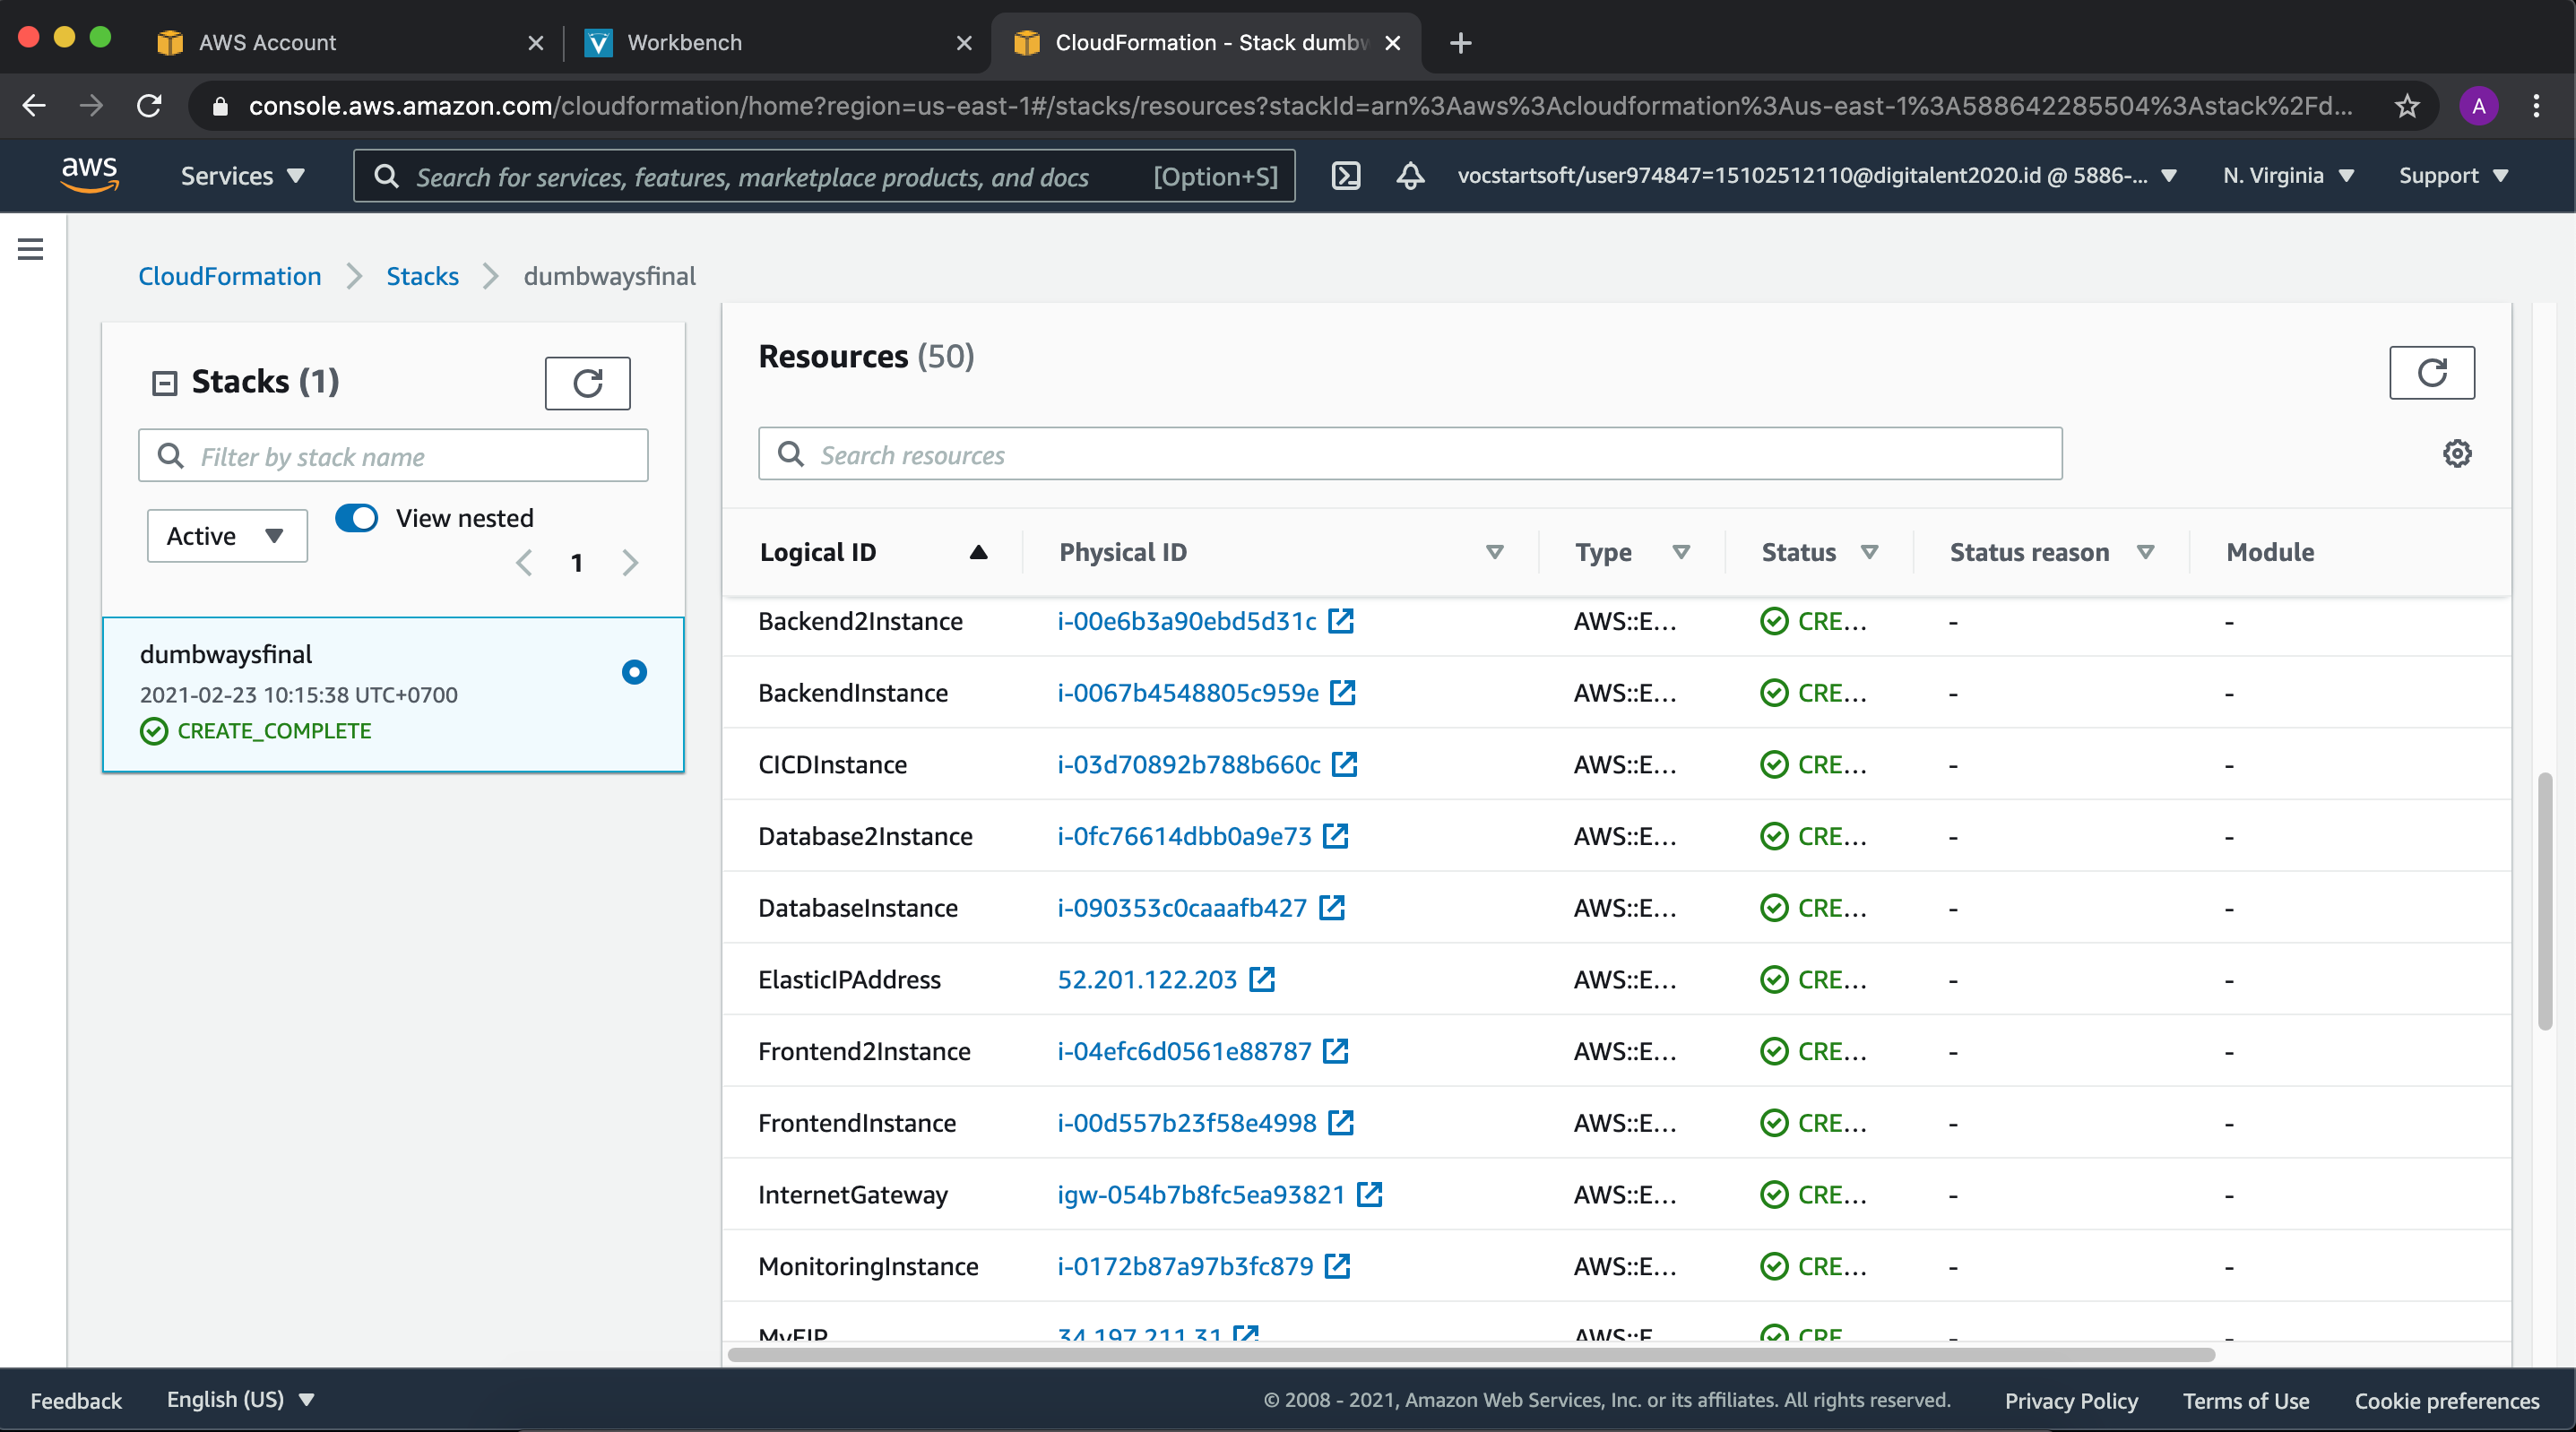 AWS Account
Workbench
CloudFormation - Stack dumbw
console.aws.amazon.com/cloudformation/home?region=us-east-1#/stacks/resources?stackId=arn%3Aaws%3Acloudformation%3Aus-east-1%3A588642285504%3Astack%2Fd...
A
aws
Services
Search for services, features, marketplace products, and docs [Option+S]
vocstartsoft/user974847=15102512110@digitalent2020.id @ 5886-...
N. Virginia
Support
CloudFormation
Stacks
dumbwaysfinal
Stacks (1)
Filter by stack name
Active
View nested
1
dumbwaysfinal
2021-02-23 10:15:38 UTC+0700
CREATE_COMPLETE
Resources (50)
Search resources
Logical ID Physical ID Type Status Status reason Module
Backend2Instance i-00e6b3a90ebd5d31c AWS::E... CRE... - -
BackendInstance i-0067b4548805c959e AWS::E... CRE... - -
CICDInstance i-03d70892b788b660c AWS::E... CRE... - -
Database2Instance i-0fc76614dbb0a9e73 AWS::E... CRE... - -
DatabaseInstance i-090353c0caaafb427 AWS::E... CRE... - -
ElasticIPAddress 52.201.122.203 AWS::E... CRE... - -
Frontend2Instance i-04efc6d0561e88787 AWS::E... CRE... - -
FrontendInstance i-00d557b23f58e4998 AWS::E... CRE... - -
InternetGateway igw-054b7b8fc5ea93821 AWS::E... CRE... - -
MonitoringInstance i-0172b87a97b3fc879 AWS::E... CRE... - -
MyEIP 34.197.211.31 AWS::E CRE - -
Feedback
English (US)
© 2008 - 2021, Amazon Web Services, Inc. or its affiliates. All rights reserved.
Privacy Policy
Terms of Use
Cookie preferences